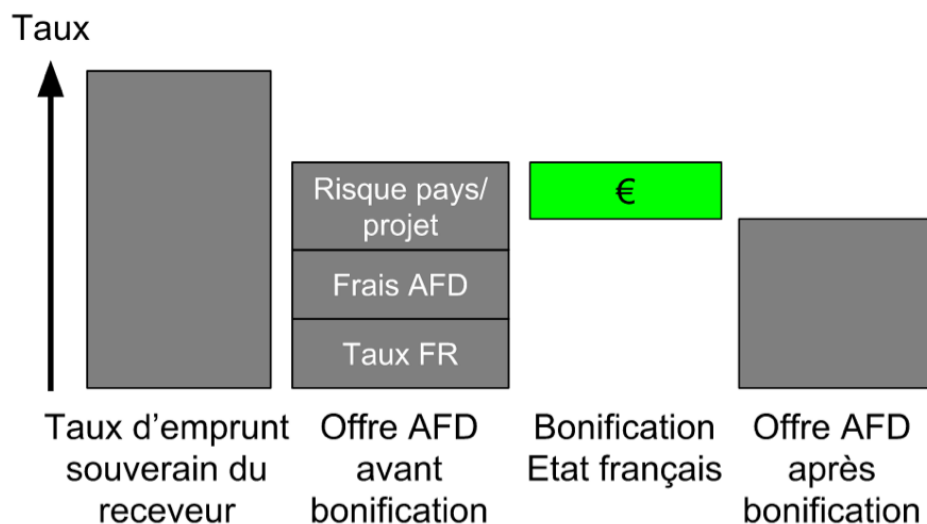 Taux
Risque pays/
projet
Frais AFD
Taux FR
€
Taux d’emprunt
souverain du
receveur
Offre AFD
avant
bonification
Bonification
Etat français
Offre AFD
après
bonification